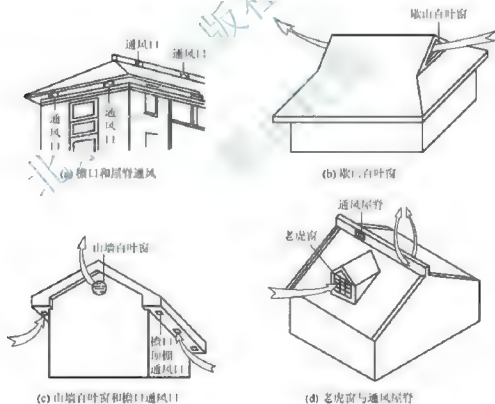 通风口
通风口
通风口
通风口
(a) 檐口和屋脊通风
歇山百叶窗
(b) 歇山百叶窗
山墙百叶窗
檐口
顶棚
通风口
(c) 山墙百叶窗和檐口通风口
通风屋脊
老虎窗
(d) 老虎窗与通风屋脊